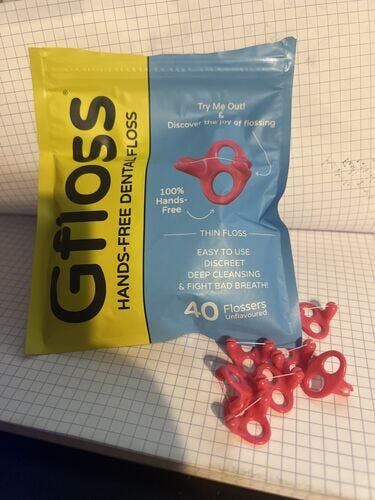 Gfloss®
HANDS-FREE DENTAL FLOSS
Try Me Out!
&
Discover the joy of flossing
100%
Hands-
Free
THIN FLOSS
EASY TO USE
DISCREET
DEEP CLEANSING
& FIGHT BAD BREATH!
40 Flossers
Unflavoured